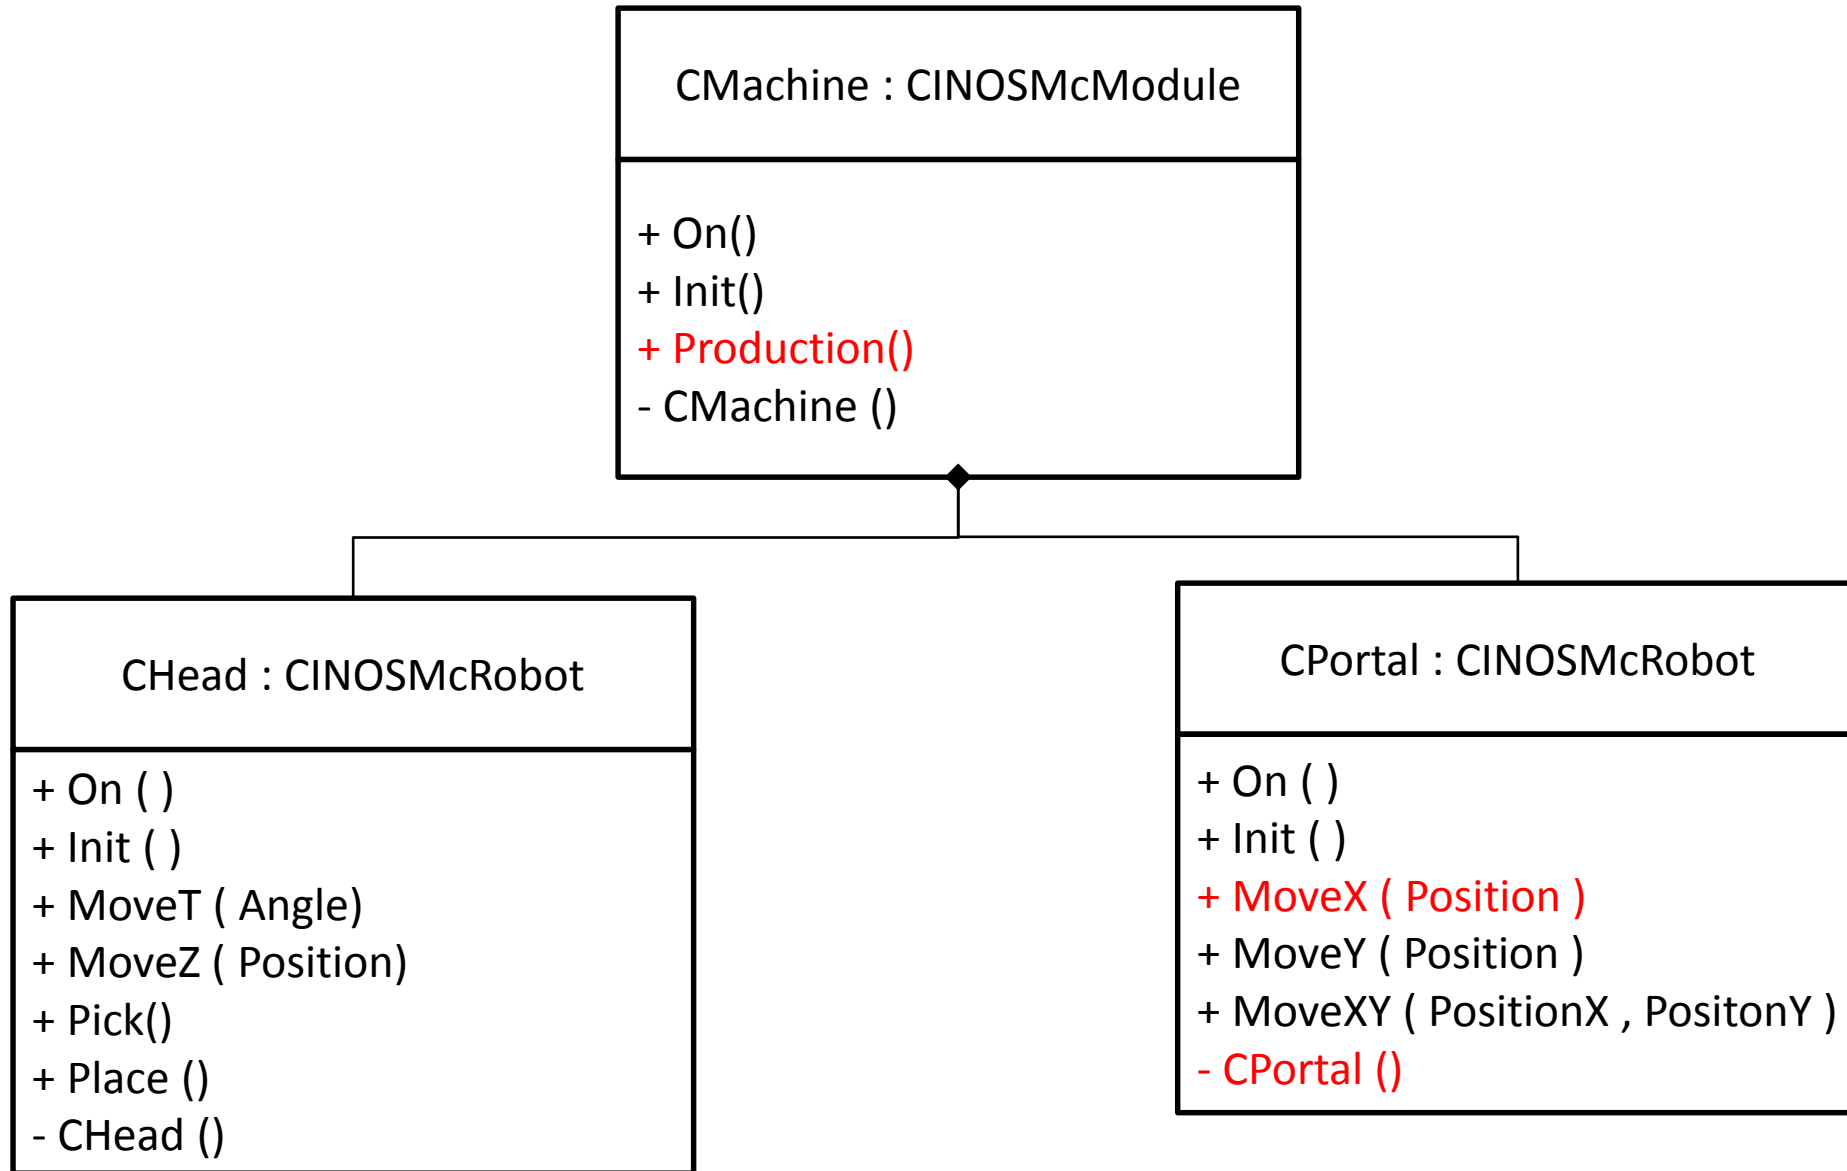 CMachine : CINOSMcModule
+ On()
+ Init()
+ Production()
- CMachine ()
CHead : CINOSMcRobot
+ On ( )
+ Init ( )
+ MoveT ( Angle)
+ MoveZ ( Position)
+ Pick()
+ Place ()
- CHead ()
CPortal : CINOSMcRobot
+ On ( )
+ Init ( )
+ MoveX ( Position )
+ MoveY ( Position )
+ MoveXY ( PositionX , PositonY )
- CPortal ()